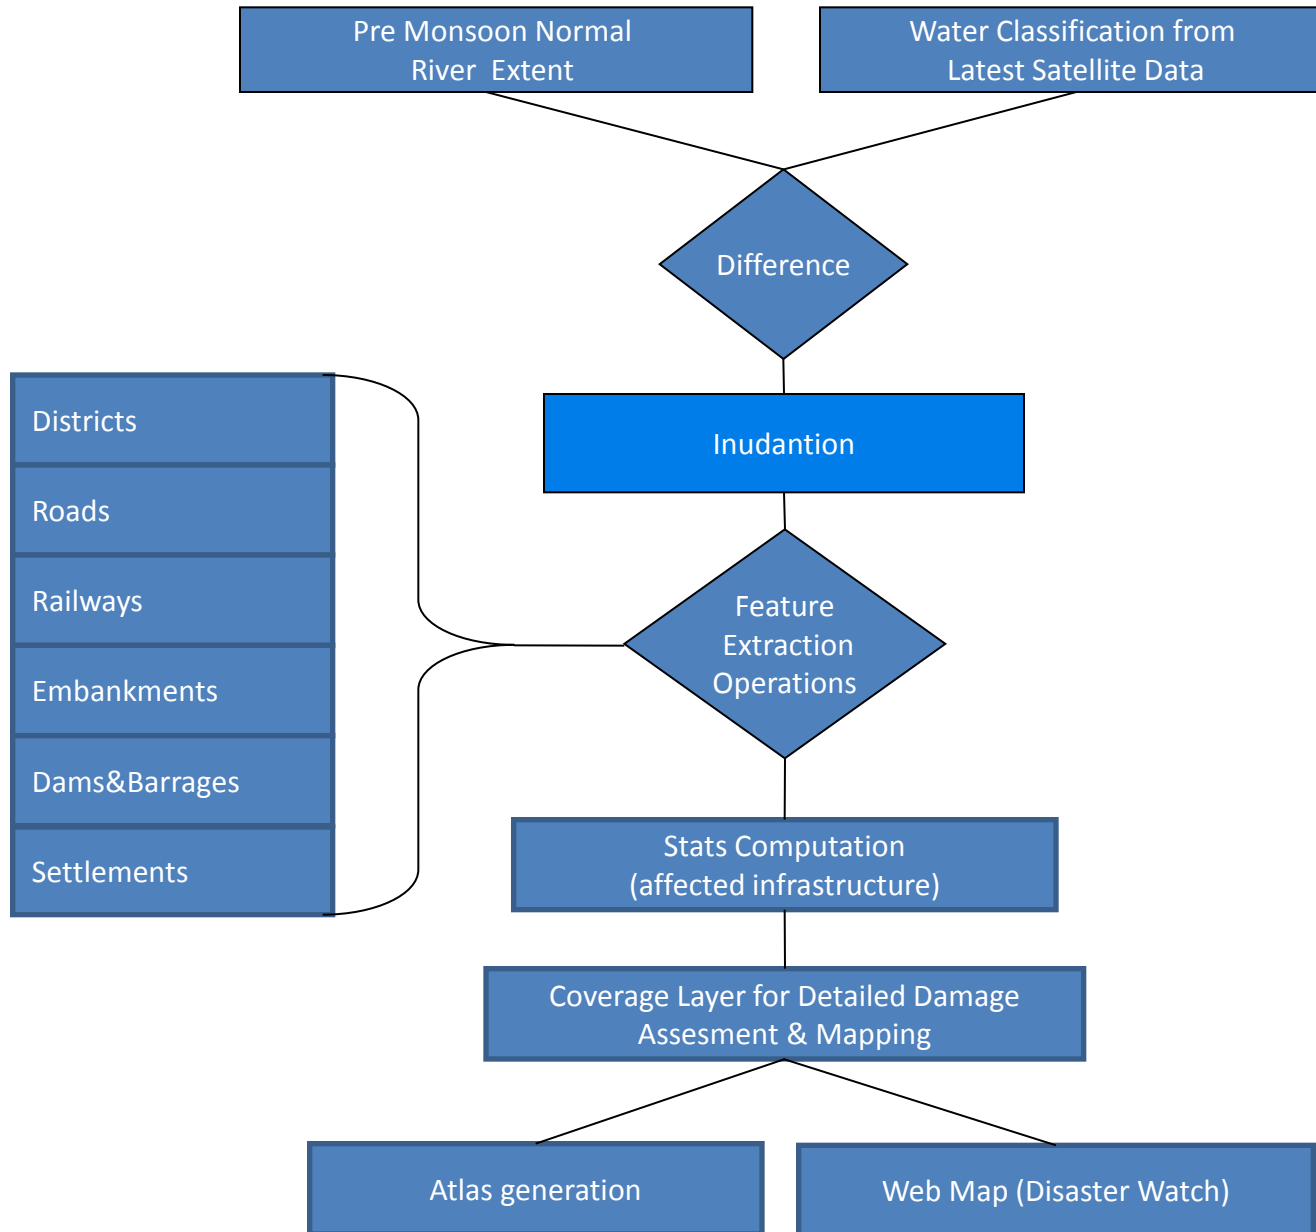 Pre Monsoon Normal
River Extent
Water Classification from
Latest Satellite Data
Difference
Inudantion
Districts
Roads
Railways
Embankments
Dams&Barrages
Settlements
Feature
Extraction
Operations
Stats Computation
(affected infrastructure)
Coverage Layer for Detailed Damage
Assesment & Mapping
Atlas generation
Web Map (Disaster Watch)